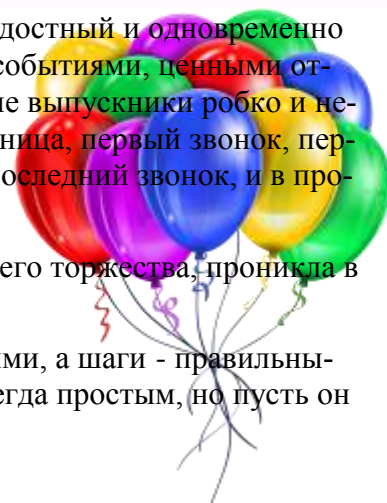 достный и одновременно
событиями, ценными от-
ые выпускники робко и не-
ница, первый звонок, пер-
оследний звонок, и в про-
его торжества, проникла в
ми, а шаги - правильны-
егда простым, но пусть он